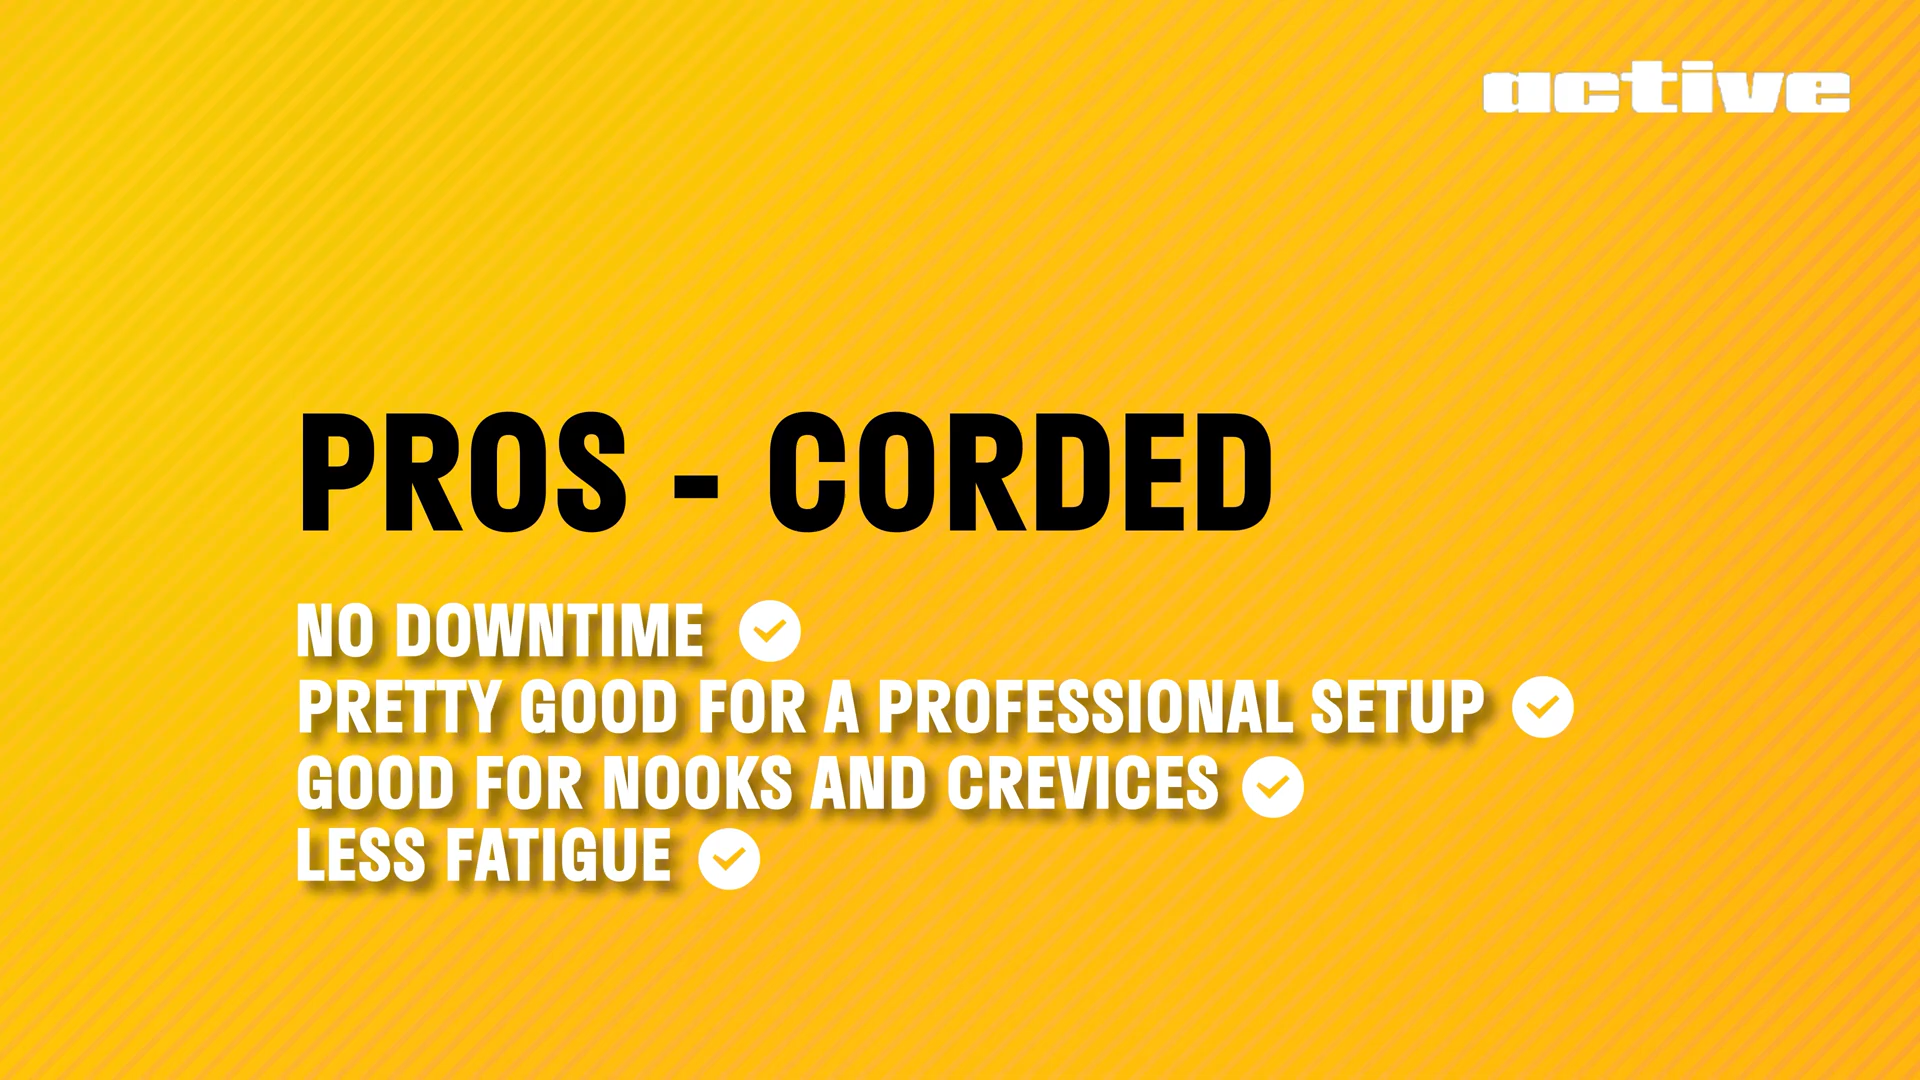 active
PROS - CORDED
NO DOWNTIME
PRETTY GOOD FOR A PROFESSIONAL SETUP
GOOD FOR NOOKS AND CREVICES
LESS FATIGUE